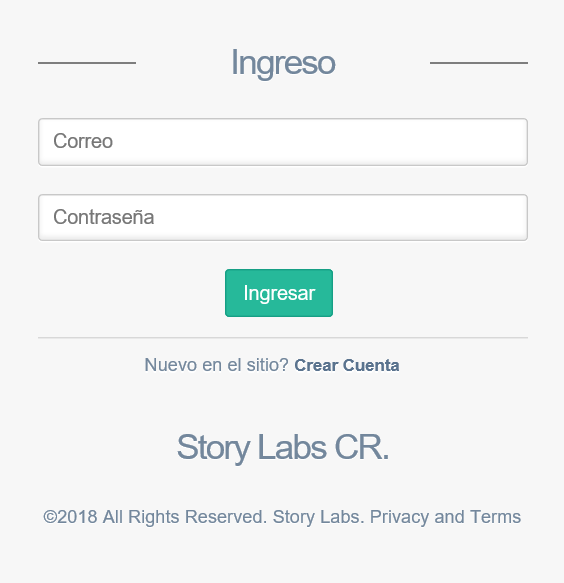 Ingreso
Correo
Contraseña
Ingresar
Nuevo en el sitio? Crear Cuenta
Story Labs CR.
©2018 All Rights Reserved. Story Labs. Privacy and Terms